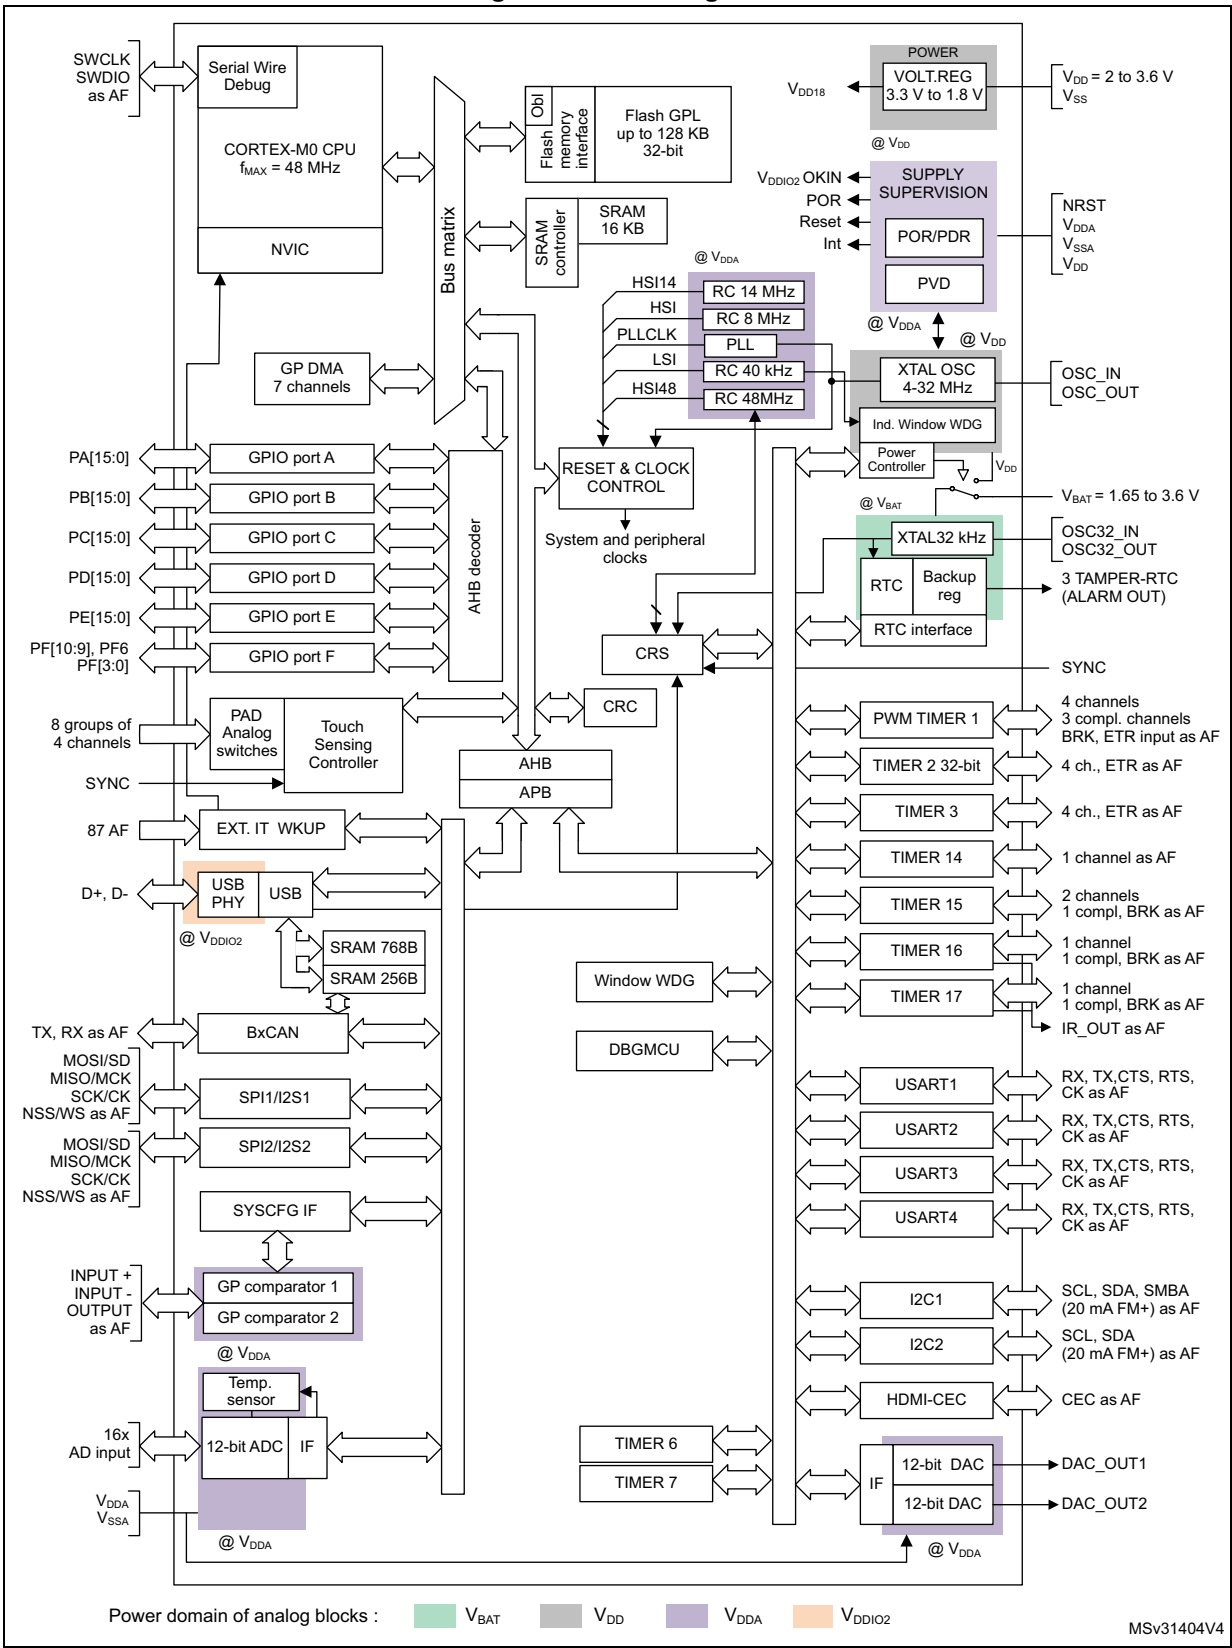 SWCLK
SWDIO
as AF
Serial Wire
Debug
CORTEX-M0 CPU
fMAX = 48 MHz
NVIC
Bus matrix
Obl
Flash
memory
interface
Flash GPL
up to 128 KB
32-bit
SRAM
controller
SRAM
16 KB
POWER
VOLT.REG
3.3 V to 1.8 V
VDD18
VDD = 2 to 3.6 V
VSS
@ VDD
SUPPLY
SUPERVISION
VDDIO2 OKIN
POR
Reset
Int
POR/PDR
PVD
NRST
VDDA
VSSA
VDD
@ VDDA
@ VDD
@ VDDA
HSI14
RC 14 MHz
HSI
RC 8 MHz
PLLCLK
PLL
LSI
RC 40 kHz
HSI48
RC 48MHz
XTAL OSC
4-32 MHz
OSC_IN
OSC_OUT
Ind. Window WDG
Power
Controller
VDD
VBAT = 1.65 to 3.6 V
@ VBAT
XTAL32 kHz
OSC32_IN
OSC32_OUT
RTC
Backup
reg
3 TAMPER-RTC
(ALARM OUT)
RTC interface
GP DMA
7 channels
PA[15:0]
GPIO port A
PB[15:0]
GPIO port B
PC[15:0]
GPIO port C
PD[15:0]
GPIO port D
PE[15:0]
GPIO port E
PF[10:9], PF6
PF[3:0]
GPIO port F
AHB decoder
RESET & CLOCK
CONTROL
System and peripheral
clocks
CRS
SYNC
CRC
8 groups of
4 channels
PAD
Analog
switches
Touch
Sensing
Controller
SYNC
AHB
APB
87 AF
EXT. IT WKUP
D+, D-
USB
PHY
USB
@ VDDIO2
SRAM 768B
SRAM 256B
TX, RX as AF
BxCAN
MOSI/SD
MISO/MCK
SCK/CK
NSS/WS as AF
SPI1/I2S1
MOSI/SD
MISO/MCK
SCK/CK
NSS/WS as AF
SPI2/I2S2
SYSCFG IF
INPUT +
INPUT -
OUTPUT
as AF
GP comparator 1
GP comparator 2
@ VDDA
Temp.
sensor
16x
AD input
12-bit ADC
IF
VDDA
VSSA
@ VDDA
Window WDG
DBGMCU
TIMER 6
TIMER 7
PWM TIMER 1
4 channels
3 compl. channels
BRK, ETR input as AF
TIMER 2 32-bit
4 ch., ETR as AF
TIMER 3
4 ch., ETR as AF
TIMER 14
1 channel as AF
TIMER 15
2 channels
1 compl, BRK as AF
TIMER 16
1 channel
1 compl, BRK as AF
TIMER 17
1 channel
1 compl, BRK as AF
IR_OUT as AF
USART1
RX, TX,CTS, RTS,
CK as AF
USART2
RX, TX,CTS, RTS,
CK as AF
USART3
RX, TX,CTS, RTS,
CK as AF
USART4
RX, TX,CTS, RTS,
CK as AF
I2C1
SCL, SDA, SMBA
(20 mA FM+) as AF
I2C2
SCL, SDA
(20 mA FM+) as AF
HDMI-CEC
CEC as AF
IF
12-bit DAC
DAC_OUT1
12-bit DAC
DAC_OUT2
@ VDDA
Power domain of analog blocks :
VBAT
VDD
VDDA
VDDIO2
MSv31404V4